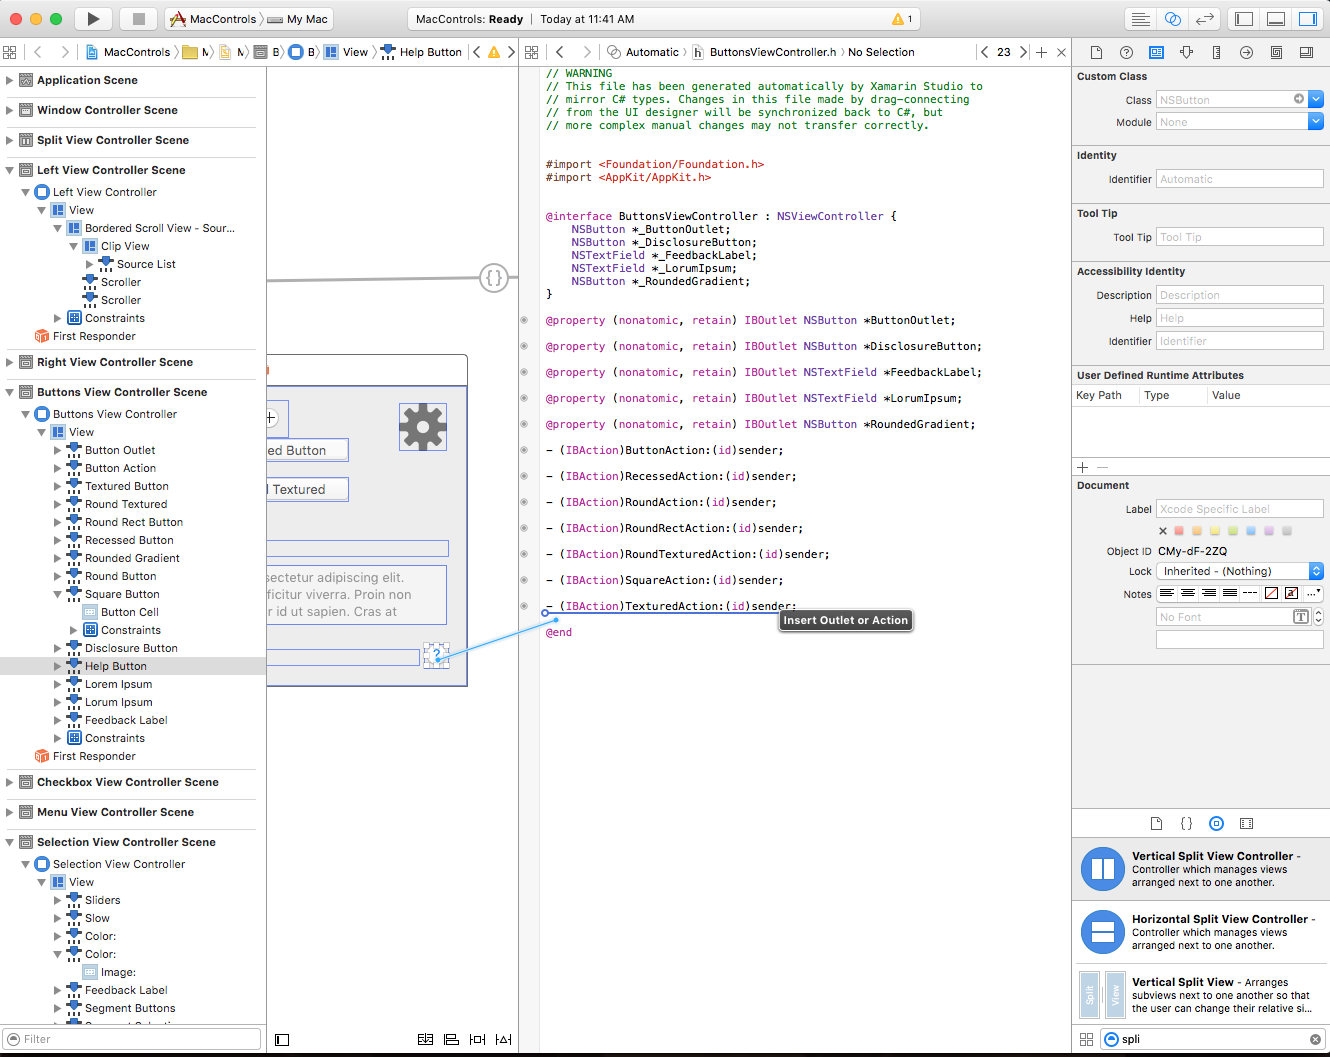 MacControls My Mac
MacControls: Ready | Today at 11:41 AM
1
MacControls M M B B View Help Button
Automatic ButtonsViewController.h No Selection
23
Application Scene
Window Controller Scene
Split View Controller Scene
Left View Controller Scene
Left View Controller
View
Bordered Scroll View - Sour...
Clip View
Source List
Scroller
Scroller
Constraints
First Responder
Right View Controller Scene
Buttons View Controller Scene
Buttons View Controller
View
Button Outlet
Button Action
Textured Button
Round Textured
Round Rect Button
Recessed Button
Rounded Gradient
Round Button
Square Button
Button Cell
Constraints
Disclosure Button
Help Button
Lorem Ipsum
Lorum Ipsum
Feedback Label
Constraints
First Responder
Checkbox View Controller Scene
Menu View Controller Scene
Selection View Controller Scene
Selection View Controller
View
Sliders
Slow
Color:
Color:
Image:
Feedback Label
Segment Buttons
Filter
{}
ed Button
l Textured
sectetur adipiscing elit.
ficitur viverra. Proin non
r id ut sapien. Cras at
?
// WARNING
// This file has been generated automatically by Xamarin Studio to
// mirror C# types. Changes in this file made by drag-connecting
// from the UI designer will be synchronized back to C#, but
// more complex manual changes may not transfer correctly.
#import <Foundation/Foundation.h>
#import <AppKit/AppKit.h>
@interface ButtonsViewController : NSViewController {
NSButton *_ButtonOutlet;
NSButton *_DisclosureButton;
NSTextField *_FeedbackLabel;
NSTextField *_LorumIpsum;
NSButton *_RoundedGradient;
}
@property (nonatomic, retain) IBOutlet NSButton *ButtonOutlet;
@property (nonatomic, retain) IBOutlet NSButton *DisclosureButton;
@property (nonatomic, retain) IBOutlet NSTextField *FeedbackLabel;
@property (nonatomic, retain) IBOutlet NSTextField *LorumIpsum;
@property (nonatomic, retain) IBOutlet NSButton *RoundedGradient;
- (IBAction)ButtonAction:(id)sender;
- (IBAction)RecessedAction:(id)sender;
- (IBAction)RoundAction:(id)sender;
- (IBAction)RoundRectAction:(id)sender;
- (IBAction)RoundTexturedAction:(id)sender;
- (IBAction)SquareAction:(id)sender;
- (IBAction)TexturedAction:(id)sender;
Insert Outlet or Action
@end
Custom Class
Class NSButton
Module None
Identity
Identifier Automatic
Tool Tip
Tool Tip Tool Tip
Accessibility Identity
Description Description
Help Help
Identifier Identifier
User Defined Runtime Attributes
Key Path Type Value
Document
Label Xcode Specific Label
Object ID CMy-dF-2ZQ
Lock Inherited - (Nothing)
Notes
No Font
Vertical Split View Controller -
Controller which manages views
arranged next to one another.
Horizontal Split View Controller -
Controller which manages views
arranged next to one another.
Split View
Vertical Split View - Arranges
subviews next to one another so that
the user can change their relative si...
spli